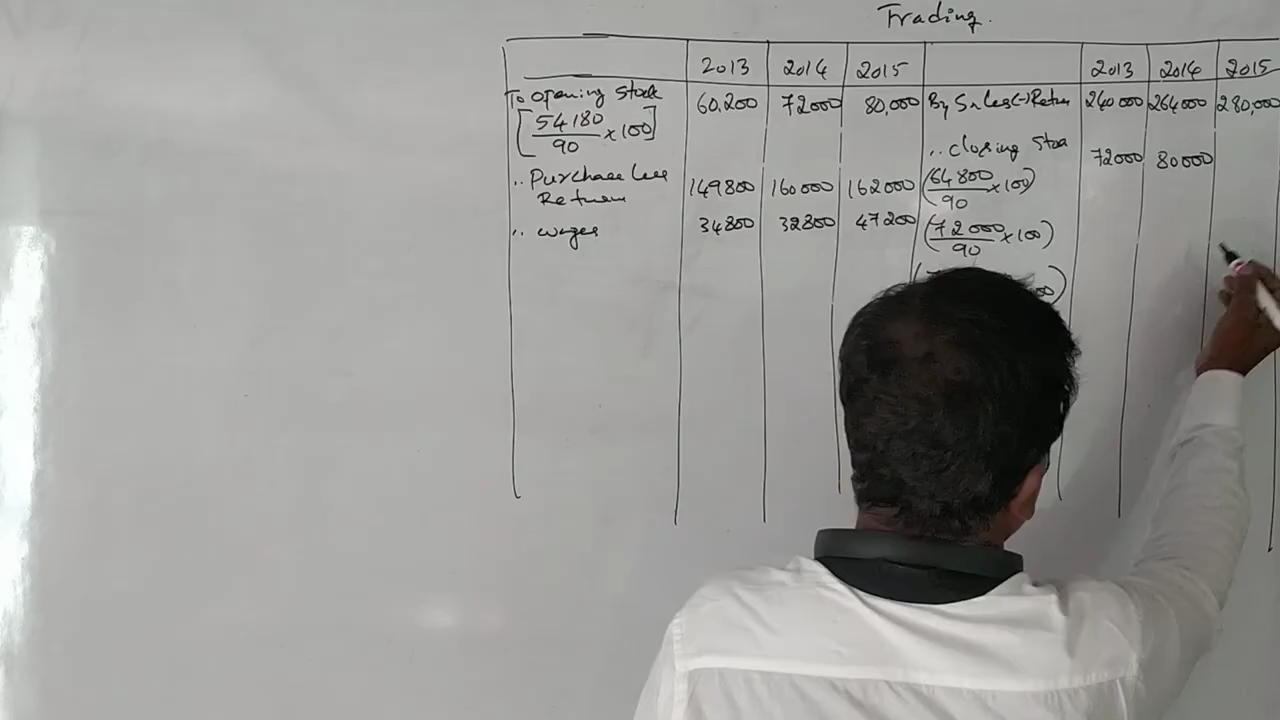 Trading.
2013 2014 2015 2013 2014 2015
To opening stock 60,200 72000 80,000 By Sales(-)Return 240000 264000 280,000
[54180/90 × 100]
,, closing Stoc 72000 80000
,, Purchase less Return 149800 160000 162000 (64800/90 × 100)
,, wages 34800 32800 47200 (72000/90 × 100)